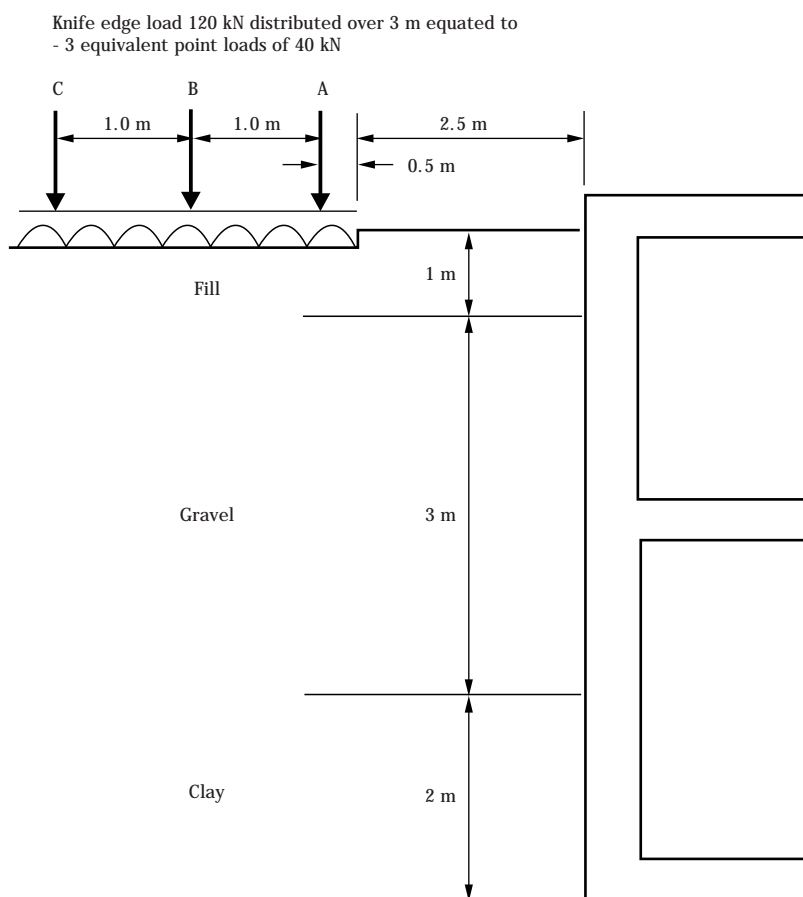 Knife edge load 120 kN distributed over 3 m equated to
- 3 equivalent point loads of 40 kN
C B A
1.0 m 1.0 m 2.5 m
0.5 m
1 m
Fill
Gravel 3 m
Clay 2 m